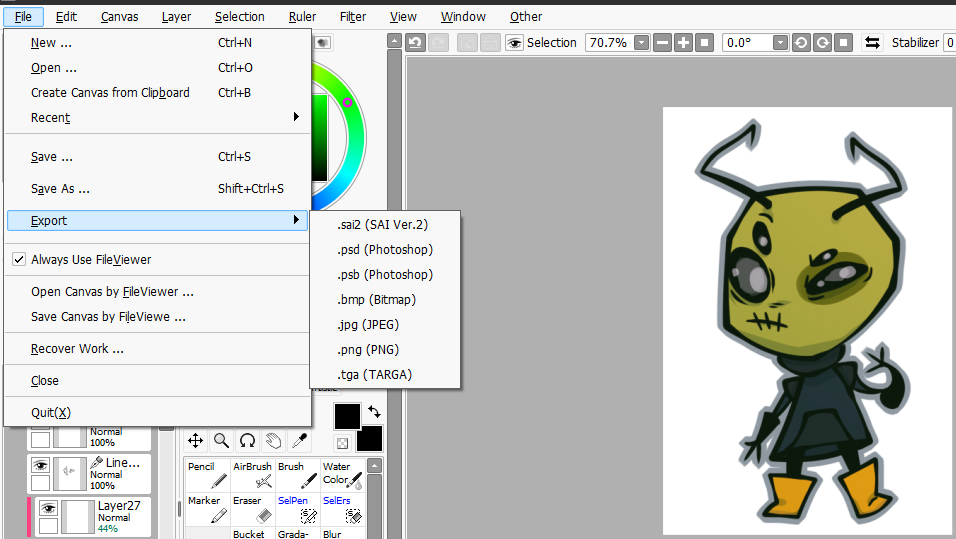 File Edit Canvas Layer Selection Ruler Filter View Window Other
New ... Ctrl+N
Open ... Ctrl+O
Create Canvas from Clipboard Ctrl+B
Recent
Save ... Ctrl+S
Save As ... Shift+Ctrl+S
Export
Always Use FileViewer
Open Canvas by FileViewer ...
Save Canvas by FileViewe ...
Recover Work ...
Close
Quit(X)
.sai2 (SAI Ver.2)
.psd (Photoshop)
.psb (Photoshop)
.bmp (Bitmap)
.jpg (JPEG)
.png (PNG)
.tga (TARGA)
Selection 70.7% 0.0° Stabilizer 0
Normal
100%
Line...
Normal
100%
Layer27
Normal
44%
Pencil AirBrush Brush Water
Color
Marker Eraser SelPen SelErs
Bucket Grada- Blur